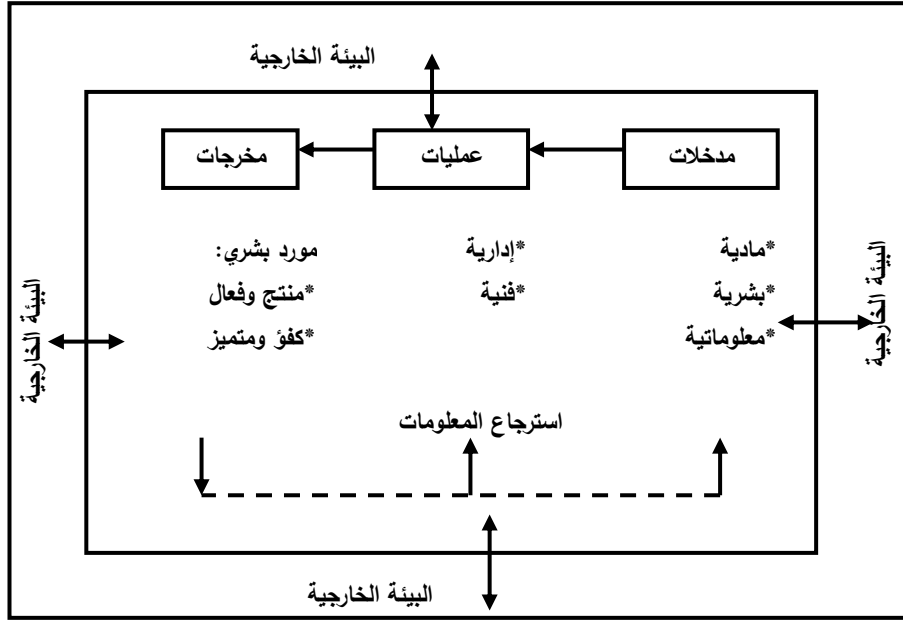 البيئة الخارجية
مدخلات
عمليات
مخرجات
*مادية
*بشرية
*معلوماتية
*إدارية
*فنية
مورد بشري:
*منتج وفعال
*كفؤ ومتميز
البيئة الخارجية
البيئة الخارجية
استرجاع المعلومات
البيئة الخارجية